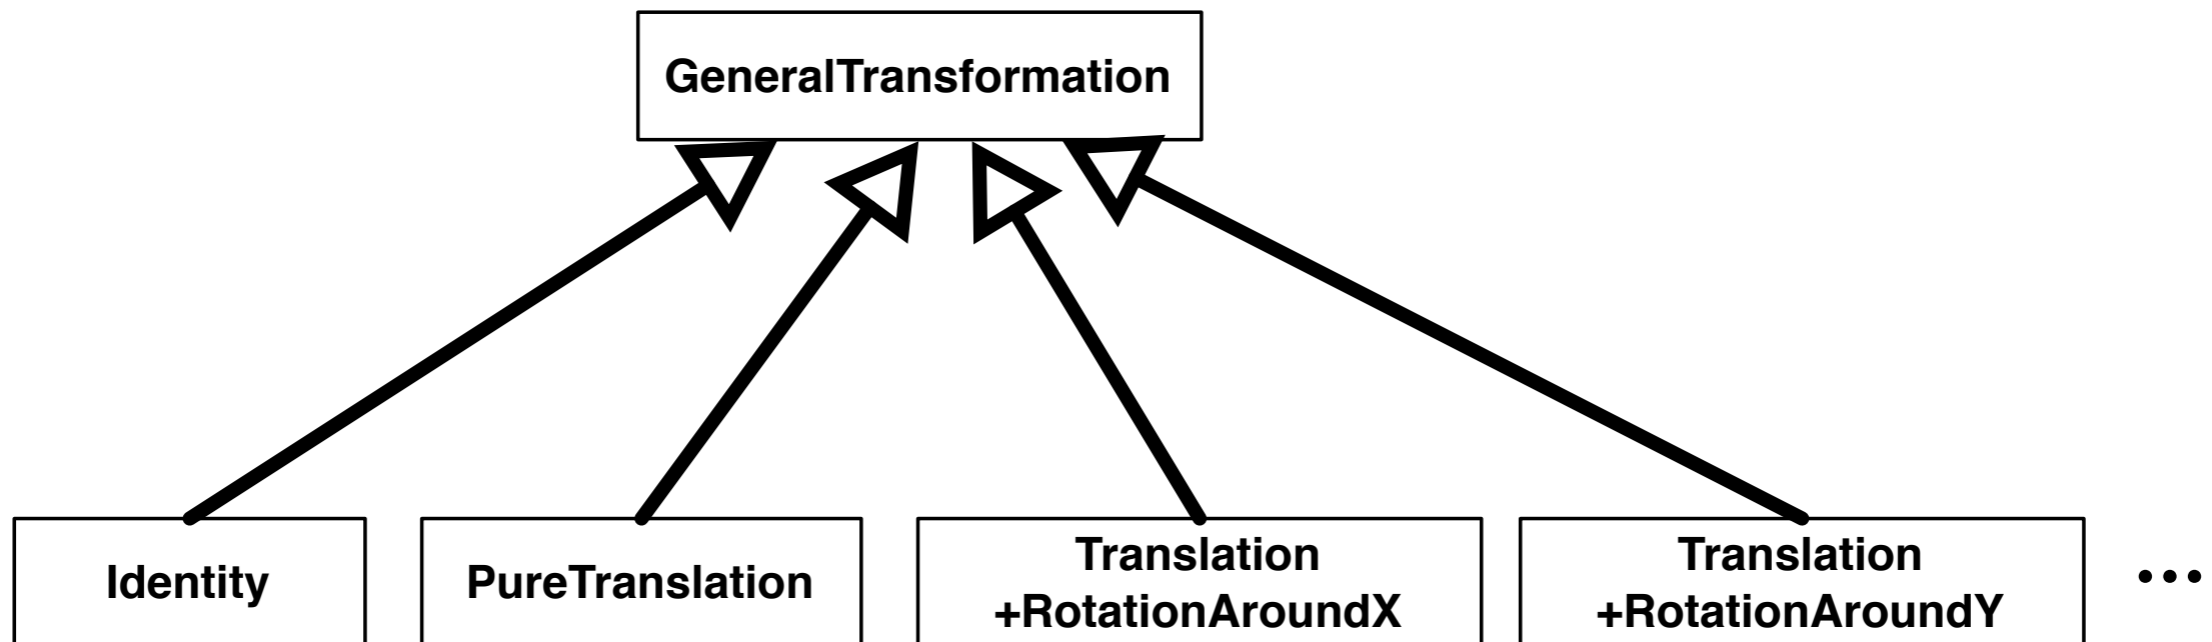 GeneralTransformation
Identity
PureTranslation
Translation
+RotationAroundX
Translation
+RotationAroundY
...